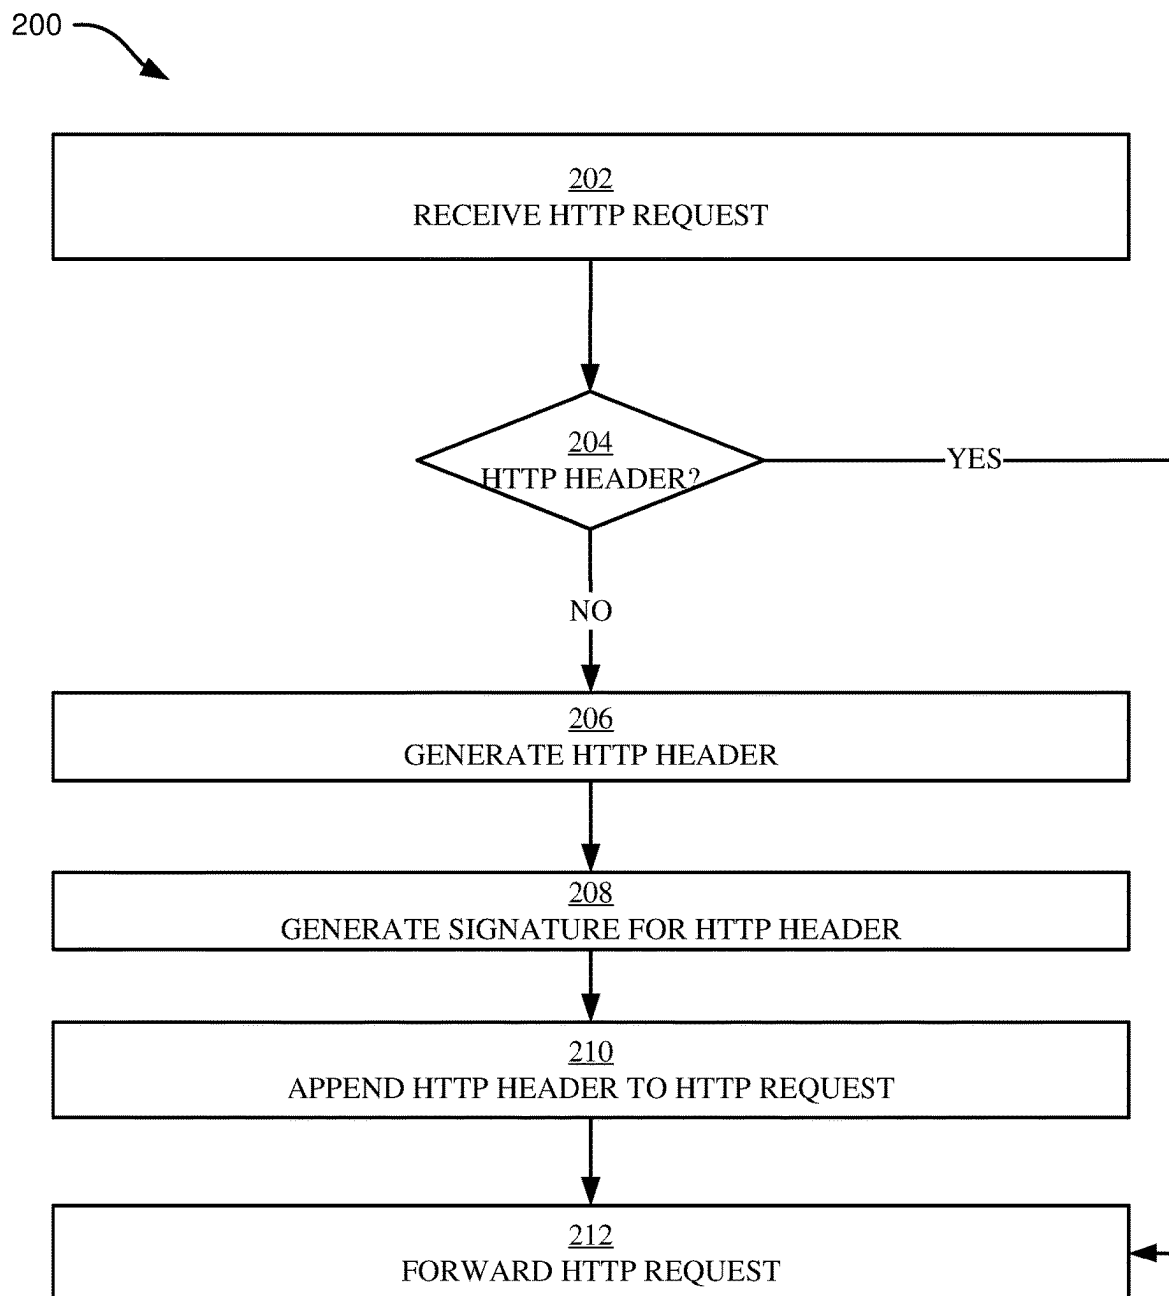 200
202
RECEIVE HTTP REQUEST
204
HTTP HEADER?
YES
NO
206
GENERATE HTTP HEADER
208
GENERATE SIGNATURE FOR HTTP HEADER
210
APPEND HTTP HEADER TO HTTP REQUEST
212
FORWARD HTTP REQUEST